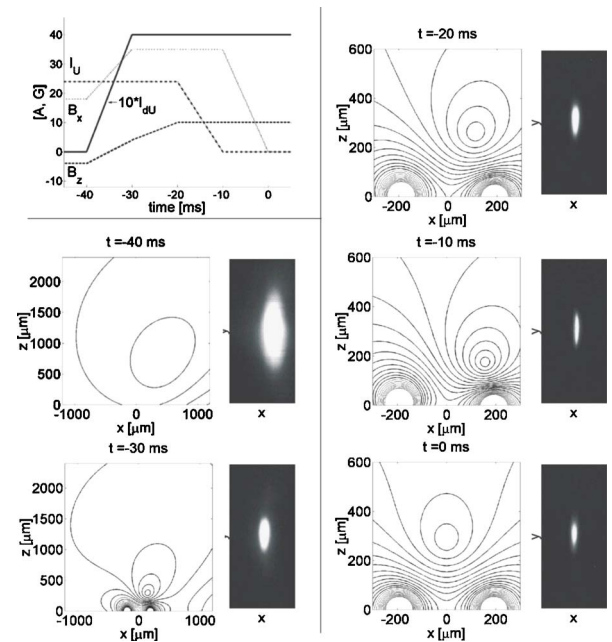 [A, G]
40
30
20
10
0
-10
I_U
B_x
10*I_dU
B_z
-40 -30 -20 -10 0
time [ms]
t =-40 ms
z [μm]
2000
1500
1000
500
0
-1000 0 1000
x [μm]
y
x
t =-30 ms
z [μm]
2000
1500
1000
500
0
-1000 0 1000
x [μm]
x
t =-20 ms
z [μm]
600
400
200
0
-200 0 200
x [μm]
y
x
t =-10 ms
z [μm]
600
400
200
0
-200 0 200
x [μm]
y
x
t =0 ms
z [μm]
600
400
200
0
-200 0 200
x [μm]
y
x